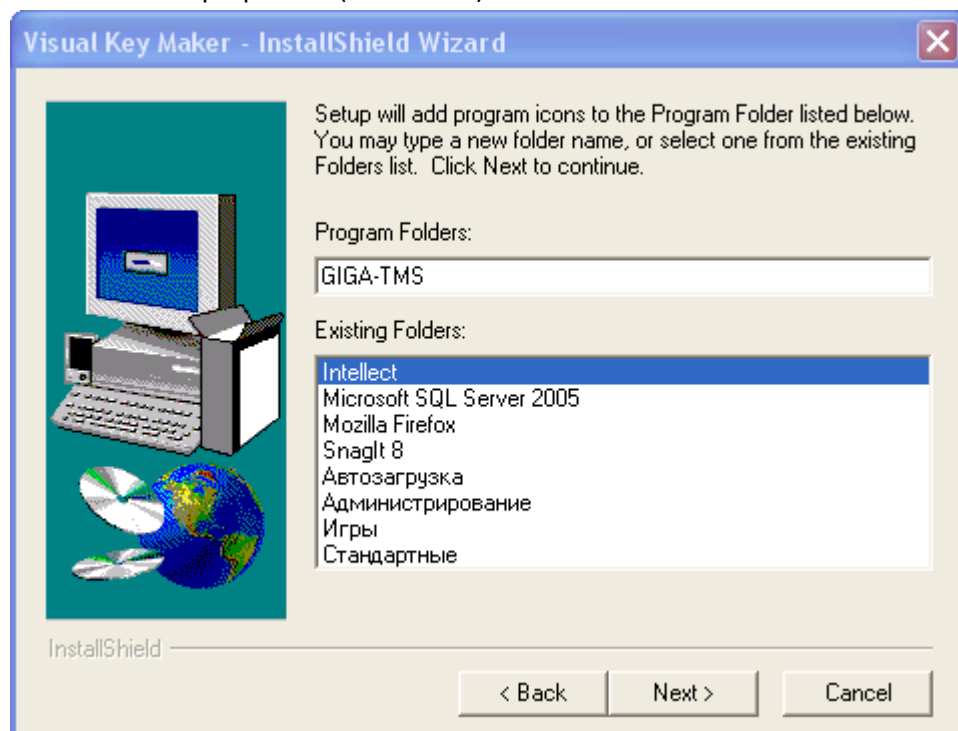 Visual Key Maker - InstallShield Wizard
Setup will add program icons to the Program Folder listed below.
You may type a new folder name, or select one from the existing
Folders list.  Click Next to continue.
Program Folders:
GIGA-TMS
Existing Folders:
Intellect
Microsoft SQL Server 2005
Mozilla Firefox
SnagIt 8
Автозагрузка
Администрирование
Игры
Стандартные
InstallShield
< Back
Next >
Cancel